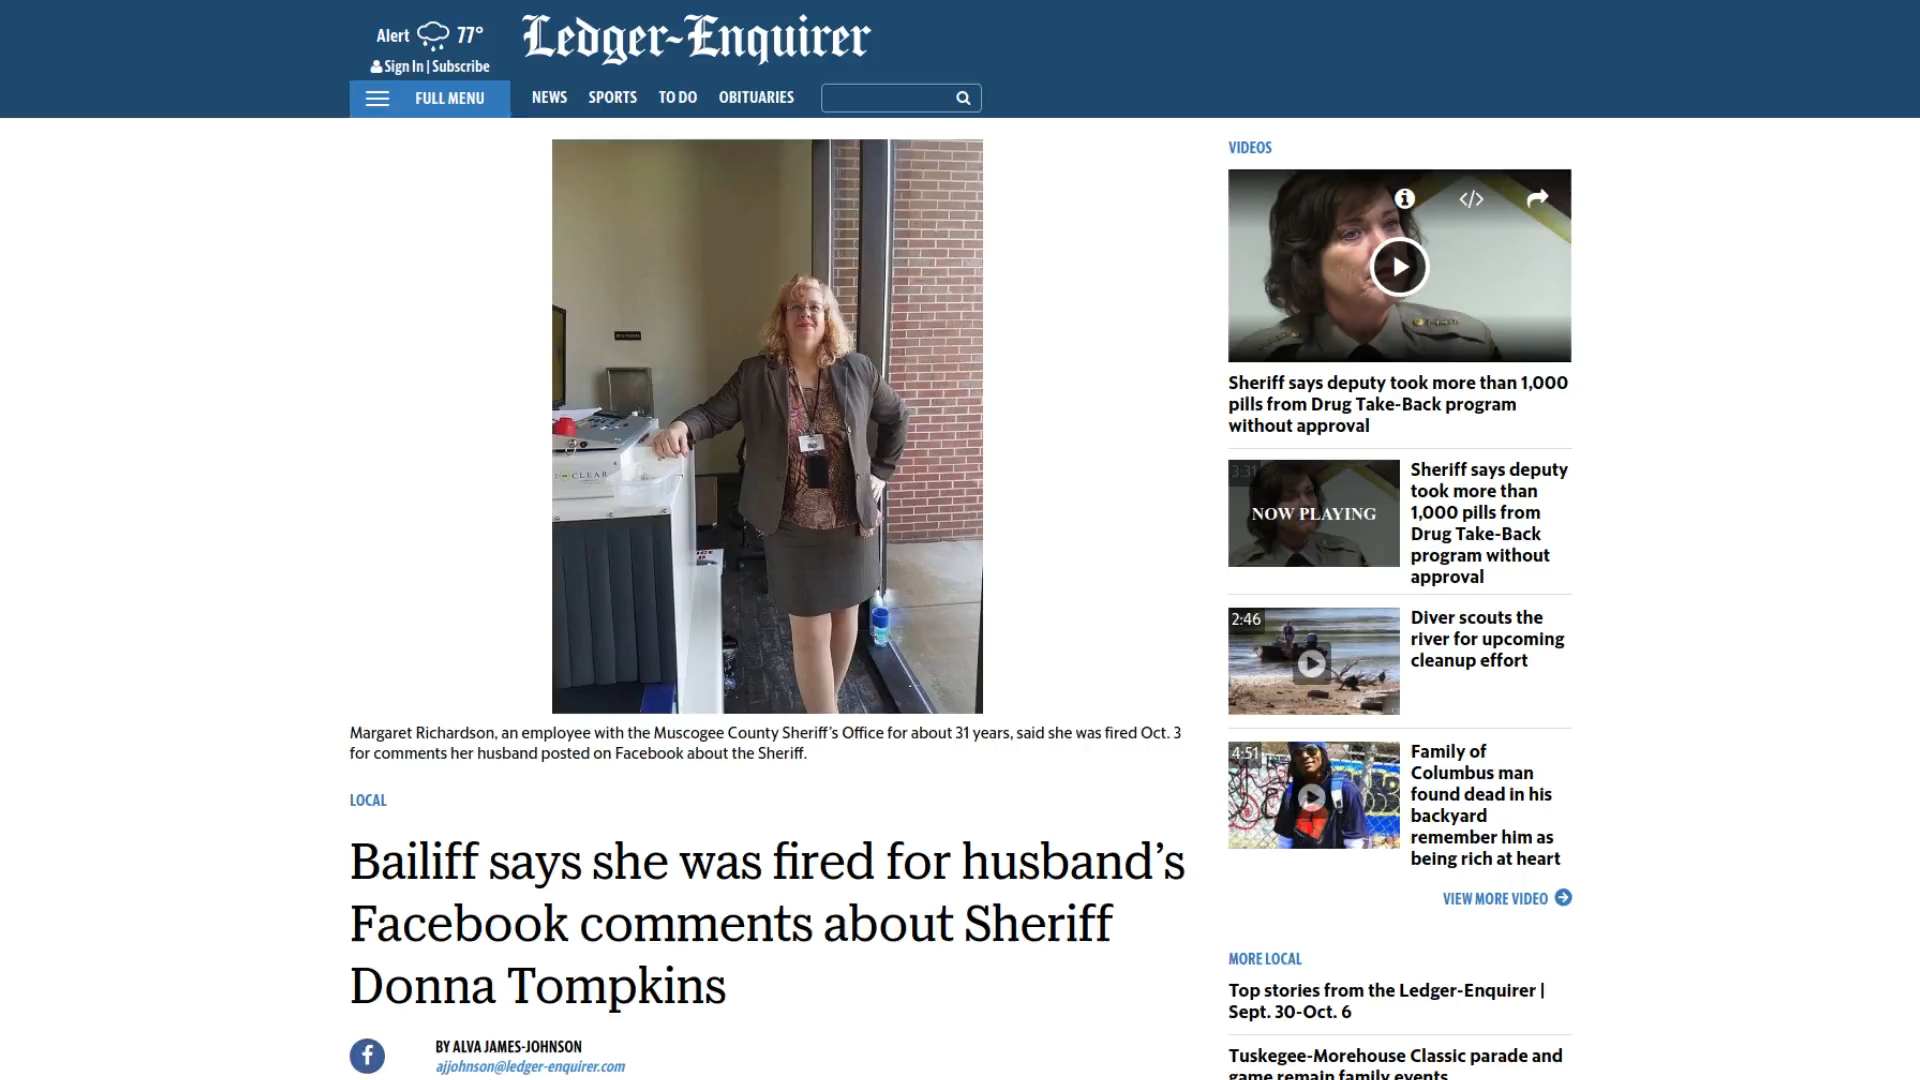 Alert 77°
Sign In | Subscribe
Ledger-Enquirer
FULL MENU
NEWS SPORTS TO DO OBITUARIES
CLEAR
Margaret Richardson, an employee with the Muscogee County Sheriff's Office for about 31 years, said she was fired Oct. 3
for comments her husband posted on Facebook about the Sheriff.
LOCAL
Bailiff says she was fired for husband's
Facebook comments about Sheriff
Donna Tompkins
BY ALVA JAMES-JOHNSON
ajjohnson@ledger-enquirer.com
VIDEOS
Sheriff says deputy took more than 1,000
pills from Drug Take-Back program
without approval
3:31
NOW PLAYING
Sheriff says deputy
took more than
1,000 pills from
Drug Take-Back
program without
approval
2:46
Diver scouts the
river for upcoming
cleanup effort
4:51
Family of
Columbus man
found dead in his
backyard
remember him as
being rich at heart
VIEW MORE VIDEO
MORE LOCAL
Top stories from the Ledger-Enquirer |
Sept. 30-Oct. 6
Tuskegee-Morehouse Classic parade and
game remain family events